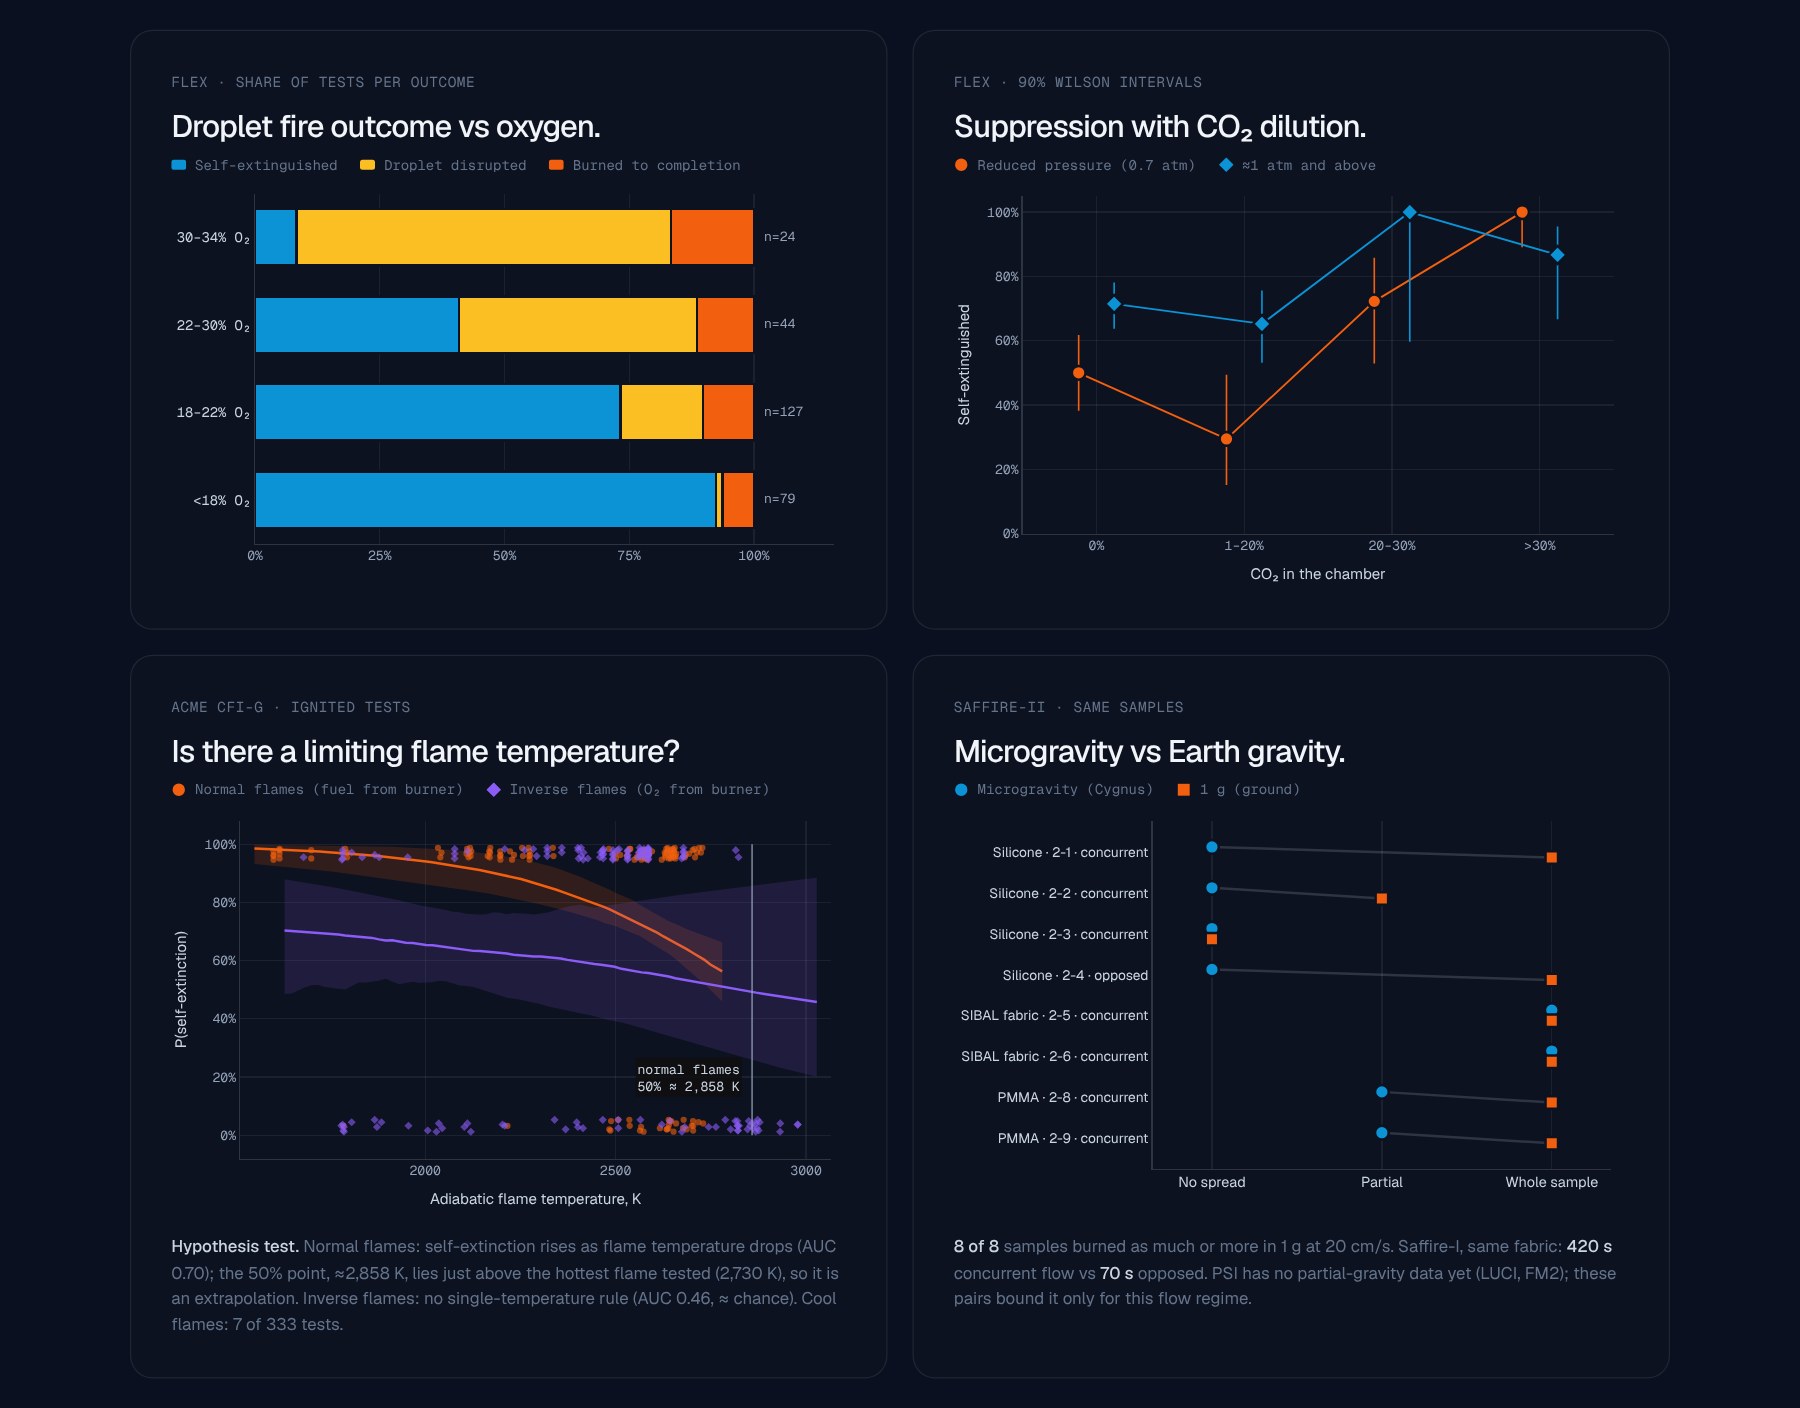 FLEX · SHARE OF TESTS PER OUTCOME
Droplet fire outcome vs oxygen.
Self-extinguished Droplet disrupted Burned to completion
30-34% O₂ n=24
22-30% O₂ n=44
18-22% O₂ n=127
<18% O₂ n=79
0% 25% 50% 75% 100%
FLEX · 90% WILSON INTERVALS
Suppression with CO₂ dilution.
Reduced pressure (0.7 atm) ≈1 atm and above
Self-extinguished
100%
80%
60%
40%
20%
0%
0% 1-20% 20-30% >30%
CO₂ in the chamber
ACME CFI-G · IGNITED TESTS
Is there a limiting flame temperature?
Normal flames (fuel from burner) Inverse flames (O₂ from burner)
P(self-extinction)
100%
80%
60%
40%
20%
0%
normal flames
50% ≈ 2,858 K
2000 2500 3000
Adiabatic flame temperature, K
Hypothesis test. Normal flames: self-extinction rises as flame temperature drops (AUC
0.70); the 50% point, ≈2,858 K, lies just above the hottest flame tested (2,730 K), so it is
an extrapolation. Inverse flames: no single-temperature rule (AUC 0.46, ≈ chance). Cool
flames: 7 of 333 tests.
SAFFIRE-II · SAME SAMPLES
Microgravity vs Earth gravity.
Microgravity (Cygnus) 1 g (ground)
Silicone · 2-1 · concurrent
Silicone · 2-2 · concurrent
Silicone · 2-3 · concurrent
Silicone · 2-4 · opposed
SIBAL fabric · 2-5 · concurrent
SIBAL fabric · 2-6 · concurrent
PMMA · 2-8 · concurrent
PMMA · 2-9 · concurrent
No spread Partial Whole sample
8 of 8 samples burned as much or more in 1 g at 20 cm/s. Saffire-I, same fabric: 420 s
concurrent flow vs 70 s opposed. PSI has no partial-gravity data yet (LUCI, FM2); these
pairs bound it only for this flow regime.